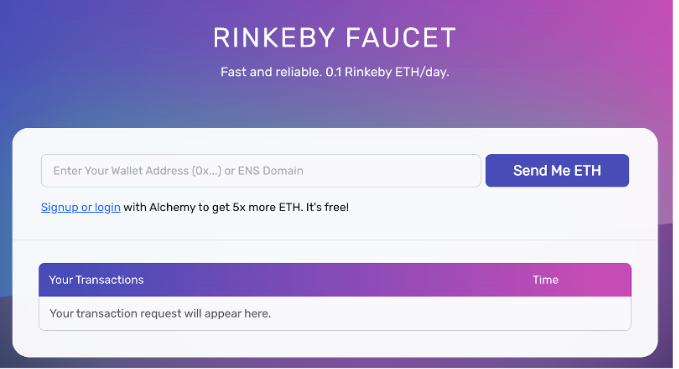 RINKEBY FAUCET
Fast and reliable. 0.1 Rinkeby ETH/day.
Enter Your Wallet Address (0x...) or ENS Domain
Send Me ETH
Signup or login with Alchemy to get 5x more ETH. It's free!
Your Transactions Time
Your transaction request will appear here.